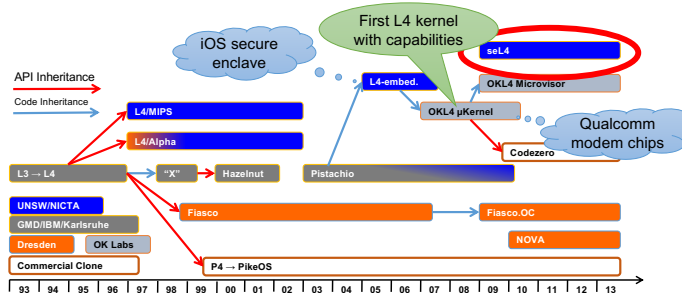 First L4 kernel
with capabilities
iOS secure
enclave
seL4
API Inheritance
Code Inheritance
L4-embed.
OKL4 Microvisor
L4/MIPS
OKL4 µKernel
L4/Alpha
Qualcomm
modem chips
Codezero
L3 → L4
"X"
Hazelnut
Pistachio
UNSW/NICTA
GMD/IBM/Karlsruhe
Fiasco
Fiasco.OC
Dresden
OK Labs
NOVA
Commercial Clone
P4 → PikeOS
93 94 95 96 97 98 99 00 01 02 03 04 05 06 07 08 09 10 11 12 13